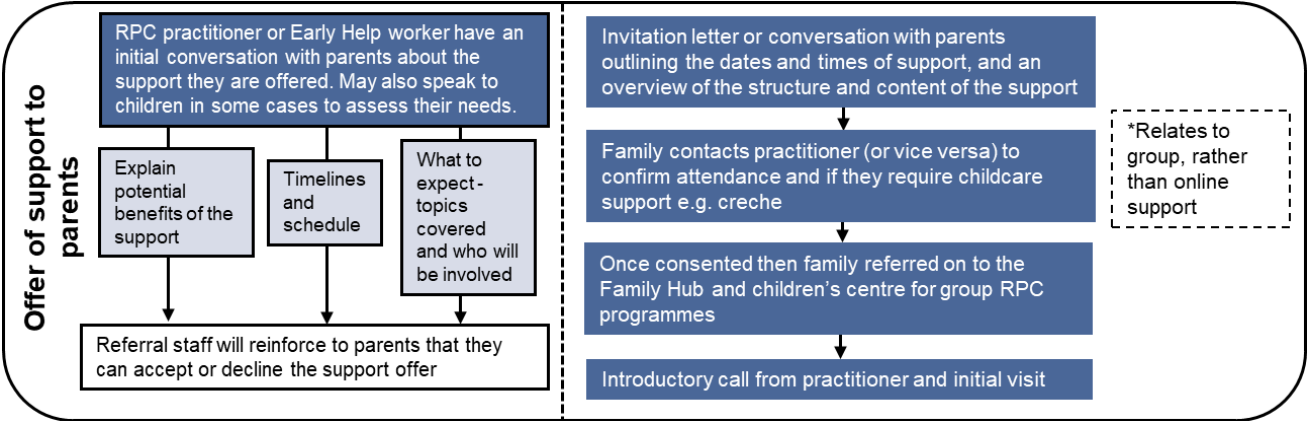 Offer of support to
parents
RPC practitioner or Early Help worker have an
initial conversation with parents about the
support they are offered. May also speak to
children in some cases to assess their needs.
Explain
potential
benefits of the
support
Timelines
and
schedule
What to
expect -
topics
covered
and who will
be involved
Referral staff will reinforce to parents that they
can accept or decline the support offer
Invitation letter or conversation with parents
outlining the dates and times of support, and an
overview of the structure and content of the support
Family contacts practitioner (or vice versa) to
confirm attendance and if they require childcare
support e.g. creche
Once consented then family referred on to the
Family Hub and children’s centre for group RPC
programmes
Introductory call from practitioner and initial visit
*Relates to
group, rather
than online
support